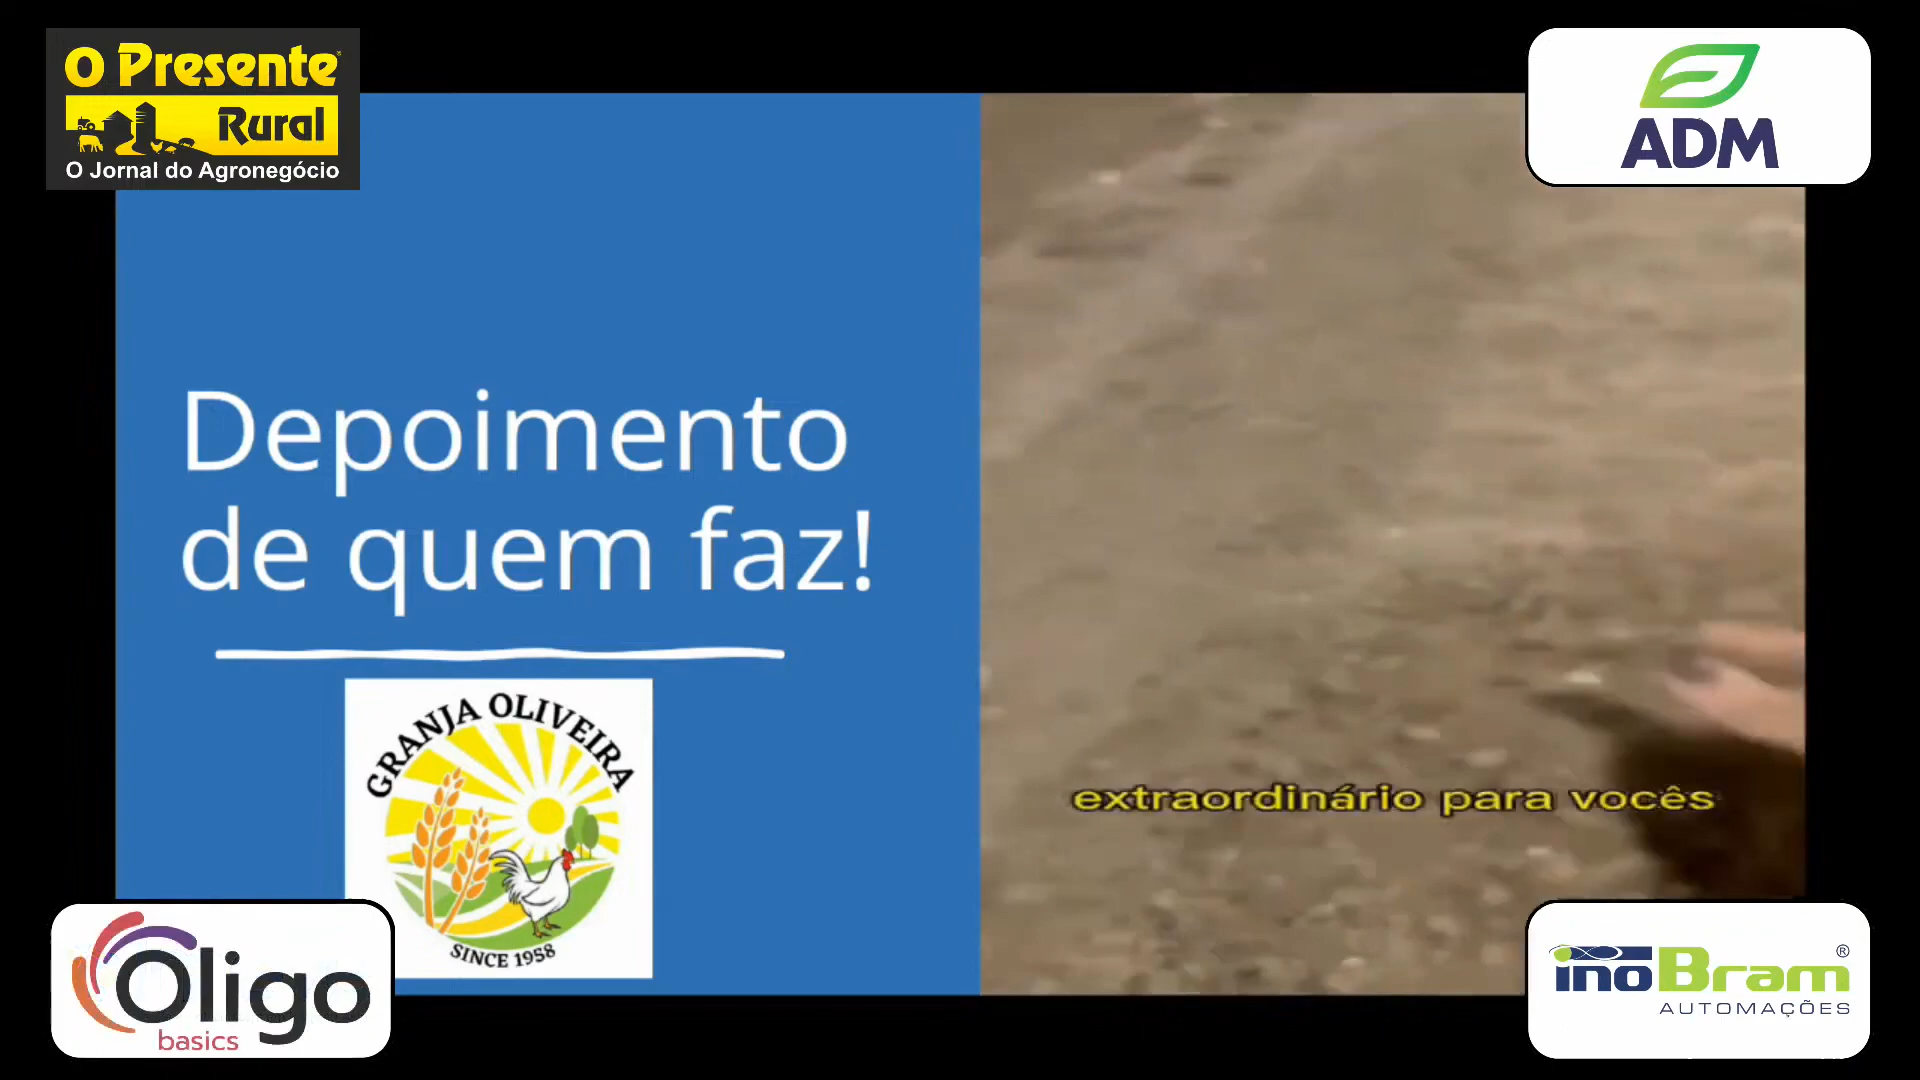 O Presente
Rural
O Jornal do Agronegócio
ADM
Depoimento
de quem faz!
GRANJA OLIVEIRA
SINCE 1958
extraordinário para vocês
Oligo
basics
inoBram®
AUTOMAÇÕES